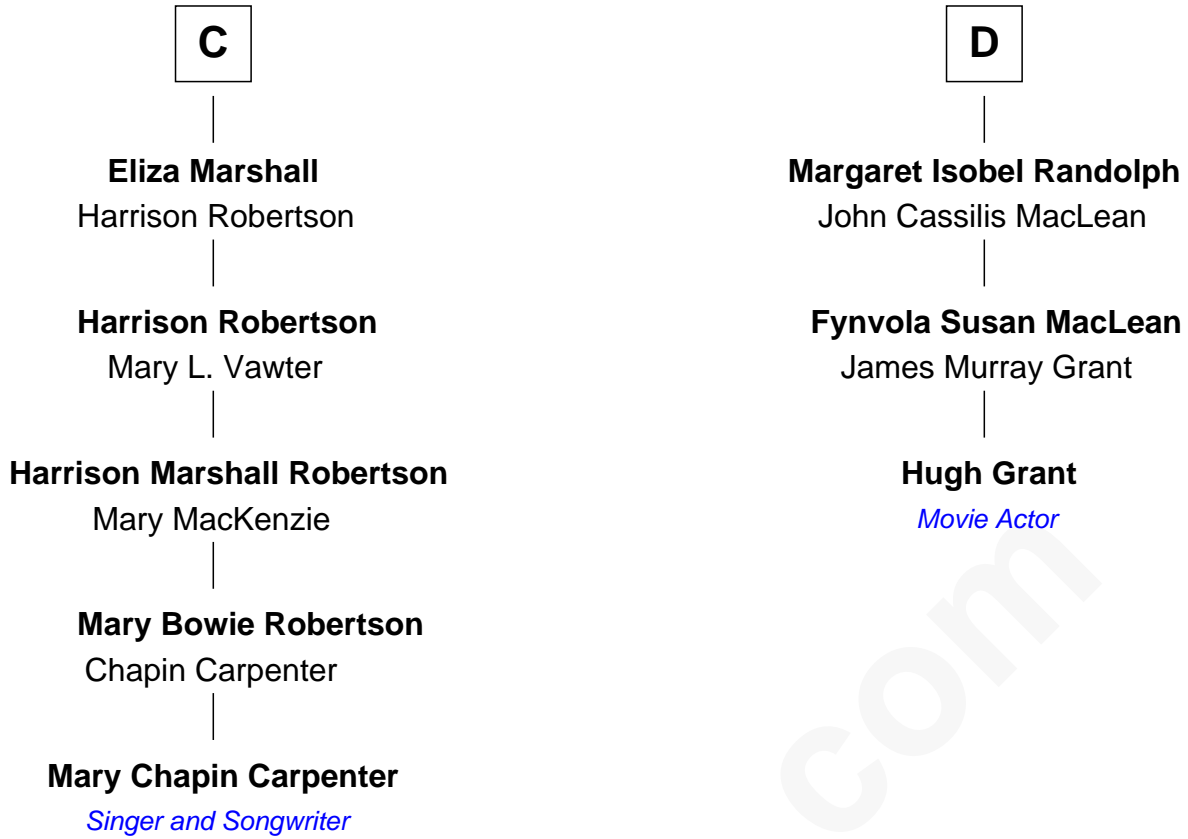 C
Eliza Marshall
Harrison Robertson
Harrison Robertson
Mary L. Vawter
Harrison Marshall Robertson
Mary MacKenzie
Mary Bowie Robertson
Chapin Carpenter
Mary Chapin Carpenter
Singer and Songwriter
D
Margaret Isobel Randolph
John Cassilis MacLean
Fynvola Susan MacLean
James Murray Grant
Hugh Grant
Movie Actor
com